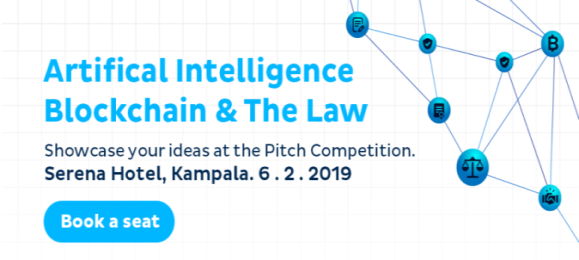 Artifical Intelligence
Blockchain & The Law
Showcase your ideas at the Pitch Competition.
Serena Hotel, Kampala. 6 . 2 . 2019
Book a seat